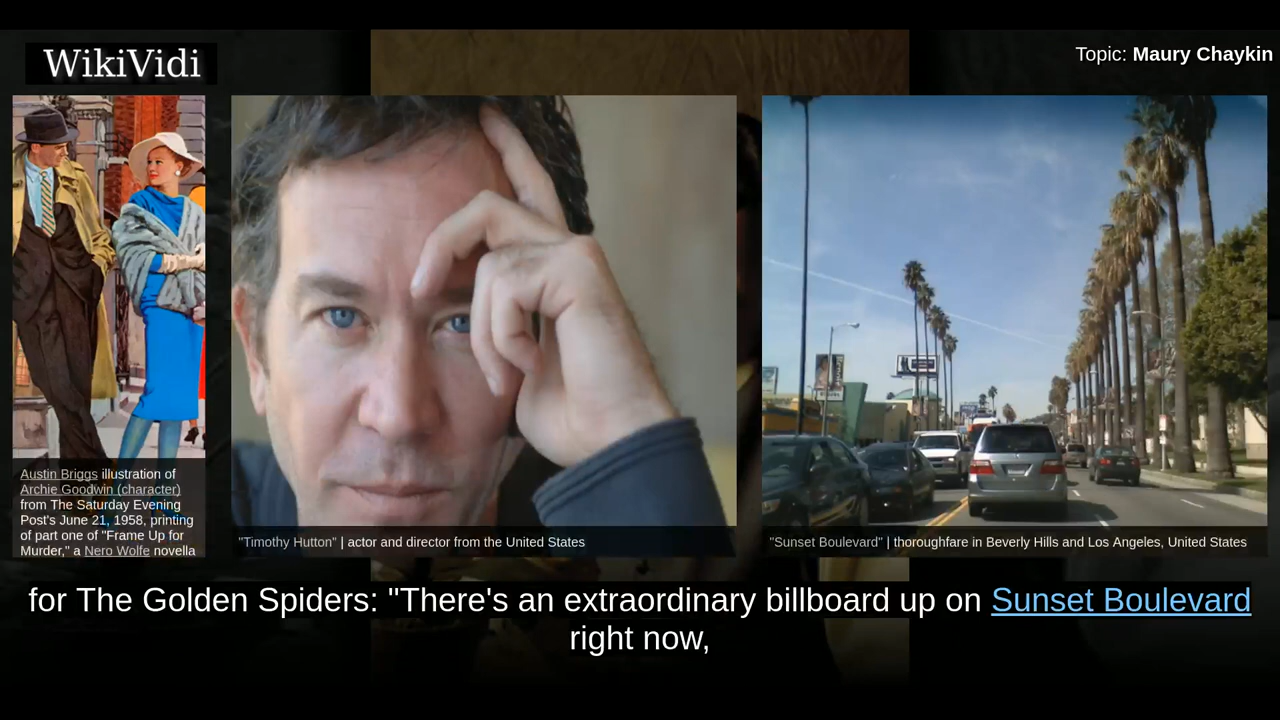 WikiVidi
Topic: Maury Chaykin
Austin Briggs illustration of
Archie Goodwin (character)
from The Saturday Evening
Post's June 21, 1958, printing
of part one of "Frame Up for
Murder," a Nero Wolfe novella
"Timothy Hutton" | actor and director from the United States
"Sunset Boulevard" | thoroughfare in Beverly Hills and Los Angeles, United States
for The Golden Spiders: "There's an extraordinary billboard up on Sunset Boulevard
right now,